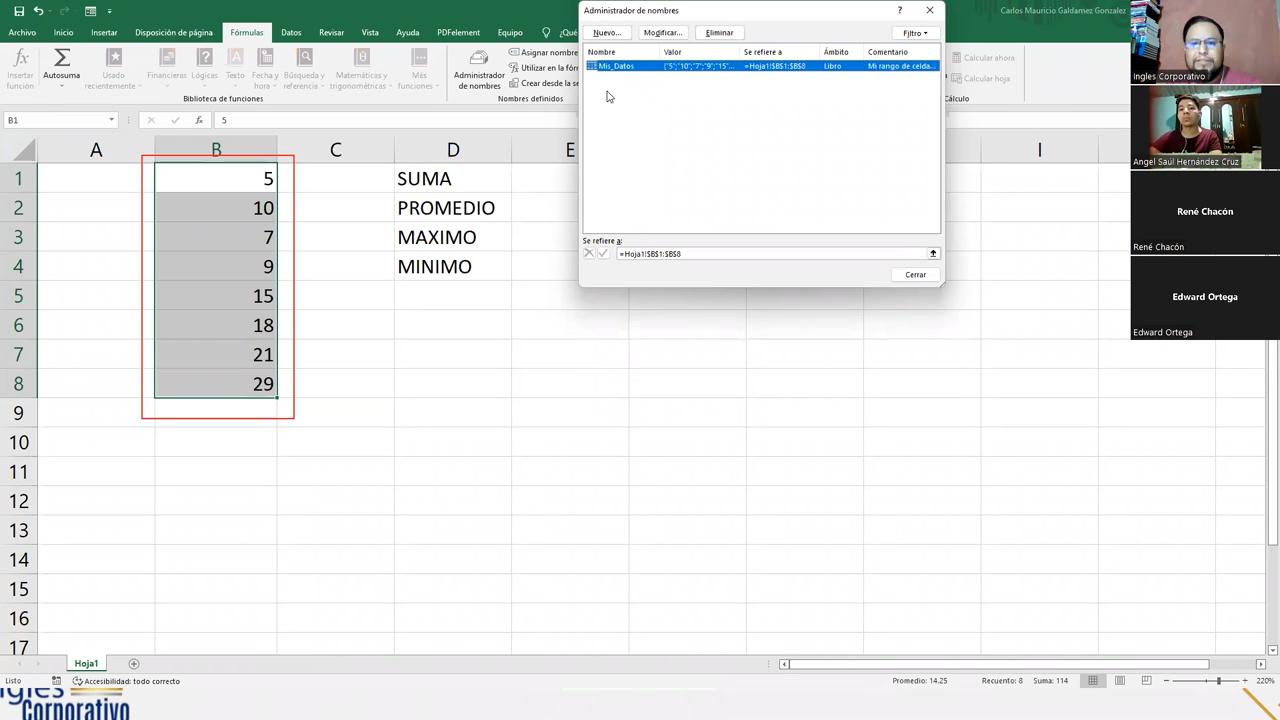 Administrador de nombres
Carlos Mauricio Galdamez Gonzalez
Archivo Inicio Insertar Disposición de página Fórmulas Datos Revisar Vista Ayuda PDFelement Equipo ¿Qué
Nuevo... Modificar... Eliminar Filtro
Nombre Valor Se refiere a Ámbito Comentario
Mis_Datos {"5";"10";"7";"9";"15"... =Hoja1!$B$1:$B$8 Libro Mi rango de celda...
Insertar función
Autosuma
Usado recientemente
Financieras
Lógicas
Texto
Fecha y hora
Búsqueda y referencia
Matemáticas y trigonometría
Más funciones
Administrador de nombres
Asignar nombre
Utilizar en la fórm
Crear desde la se
Calcular ahora
Calcular hoja
Biblioteca de funciones
Nombres definidos
Cálculo
B1 fx 5
A B C D E I
1 5 SUMA
2 10 PROMEDIO
3 7 MAXIMO
4 9 MINIMO
5 15
6 18
7 21
8 29
9
10
11
12
13
14
15
16
17
Se refiere a:
=Hoja1!$B$1:$B$8
Cerrar
Ingles Corporativo
Angel Saúl Hernández Cruz
René Chacón
René Chacón
Edward Ortega
Edward Ortega
Hoja1
Listo Accesibilidad: todo correcto Promedio: 14.25 Recuento: 8 Suma: 114 220%
Ingles
Corporativo